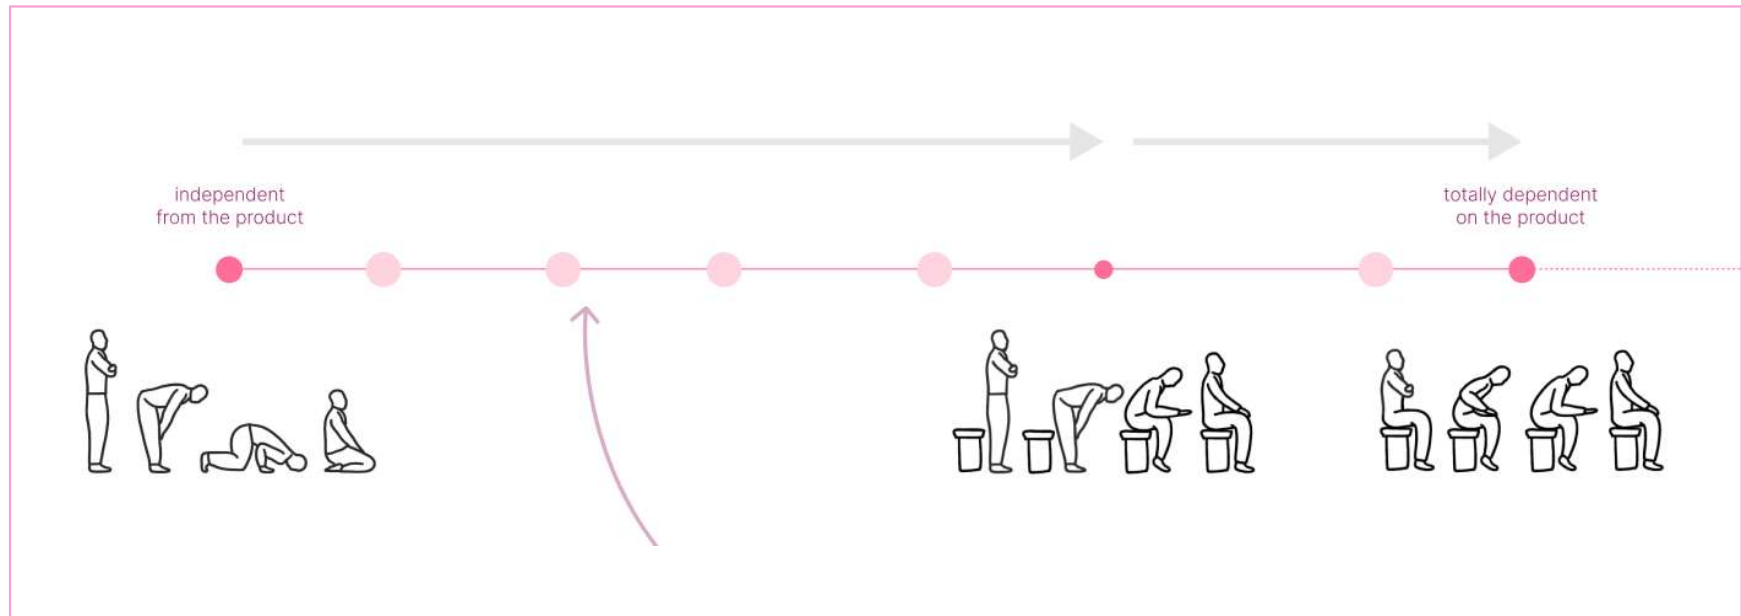 independent
from the product
totally dependent
on the product